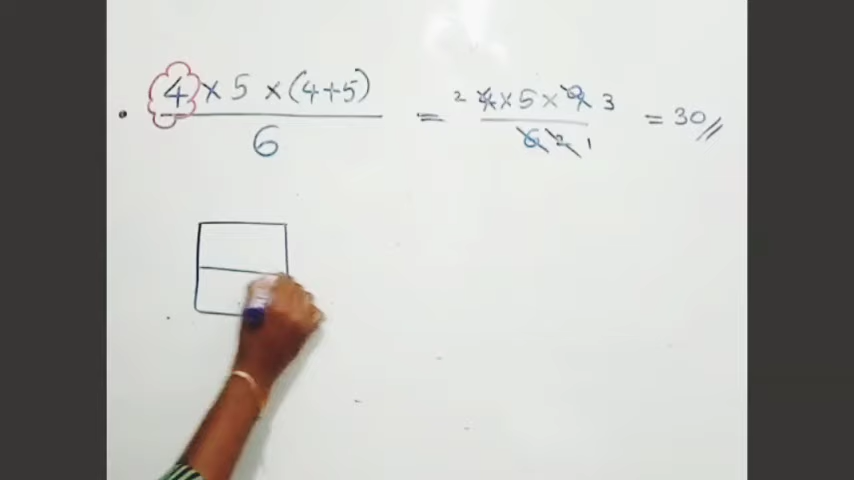 . 4 × 5 × (4+5) / 6 = ² 4 × 5 × 9 3 / 6 2 1 = 30 //